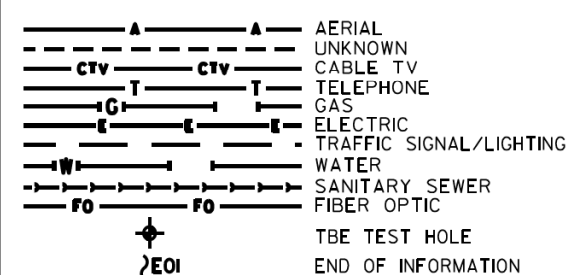 A A AERIAL
UNKNOWN
CTV CTV CABLE TV
T T TELEPHONE
G GAS
E E E ELECTRIC
TRAFFIC SIGNAL/LIGHTING
W WATER
SANITARY SEWER
FO FO FIBER OPTIC
TBE TEST HOLE
EOI END OF INFORMATION